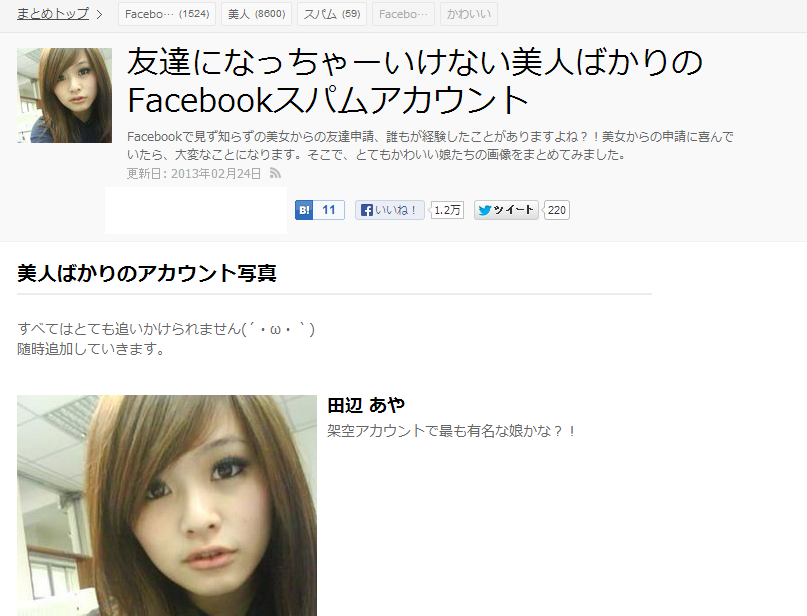 まとめトップ
Facebo… (1524)
美人 (8600)
スパム (59)
Facebo…
かわいい
友達になっちゃーいけない美人ばかりの
Facebookスパムアカウント
Facebookで見ず知らずの美女からの友達申請、誰もが経験したことがありますよね？！美女からの申請に喜んで
いたら、大変なことになります。そこで、とてもかわいい娘たちの画像をまとめてみました。
更新日: 2013年02月24日
B! 11
いいね！ 1.2万
ツイート 220
美人ばかりのアカウント写真
すべてはとても追いかけられません(´・ω・｀)
随時追加していきます。
田辺 あや
架空アカウントで最も有名な娘かな？！